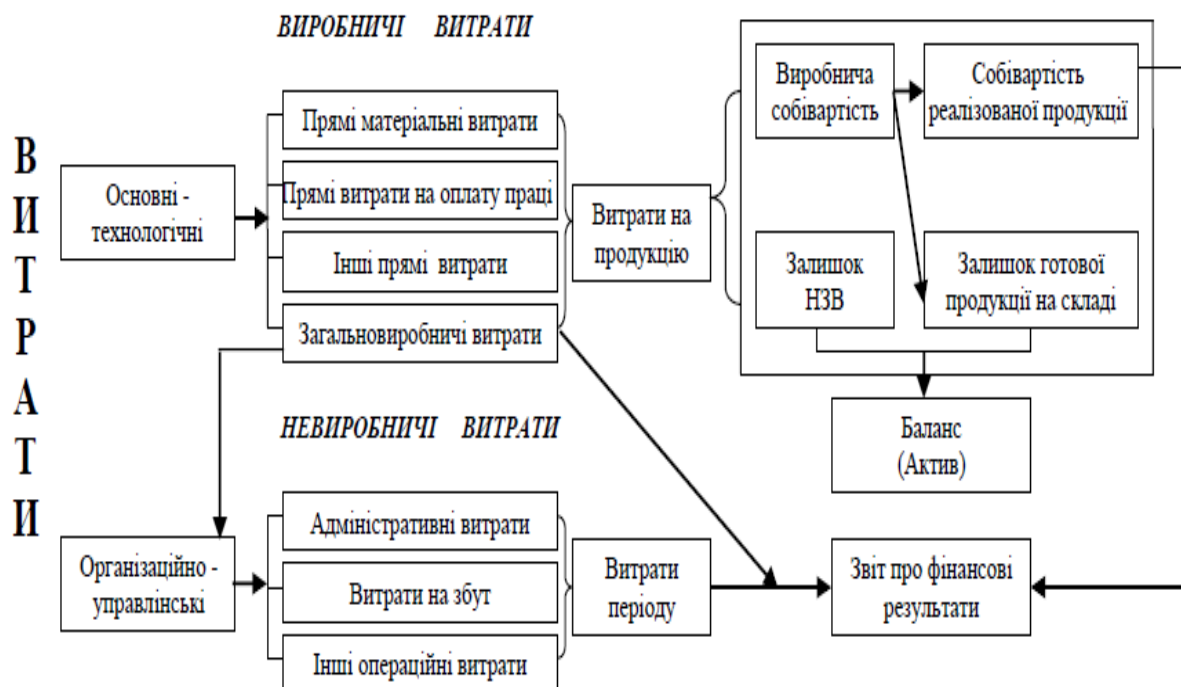 ВИТРАТИ
ВИРОБНИЧІ ВИТРАТИ
Основні -
технологічні
Прямі матеріальні витрати
Прямі витрати на оплату праці
Інші прямі витрати
Загальновиробничі витрати
Витрати на
продукцію
Виробнича
собівартість
Собівартість
реалізованої продукції
Залишок
НЗВ
Залишок готової
продукції на складі
Баланс
(Актив)
НЕВИРОБНИЧІ ВИТРАТИ
Організаційно -
управлінські
Адміністративні витрати
Витрати на збут
Інші операційні витрати
Витрати
періоду
Звіт про фінансові
результати